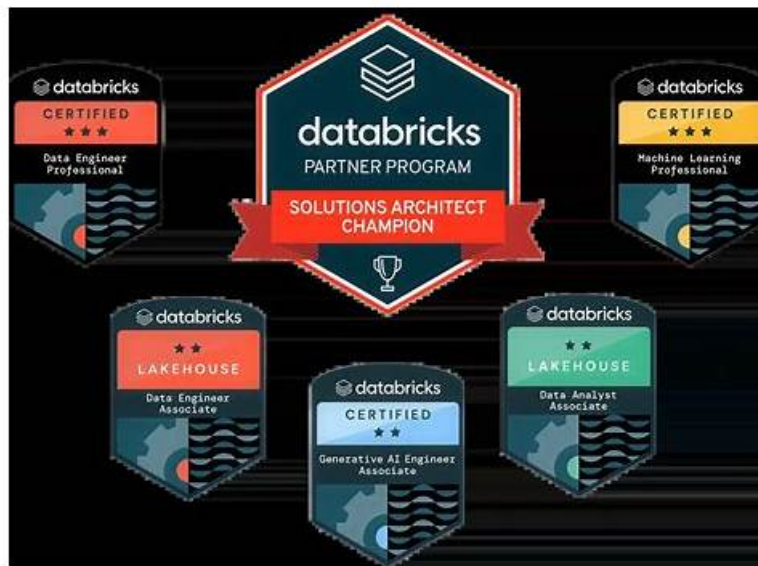 databricks
PARTNER PROGRAM
SOLUTIONS ARCHITECT
CHAMPION
databricks
CERTIFIED
Data Engineer
Professional
databricks
CERTIFIED
Machine Learning
Professional
databricks
LAKEHOUSE
Data Engineer
Associate
databricks
CERTIFIED
Generative AI Engineer
Associate
databricks
LAKEHOUSE
Data Analyst
Associate